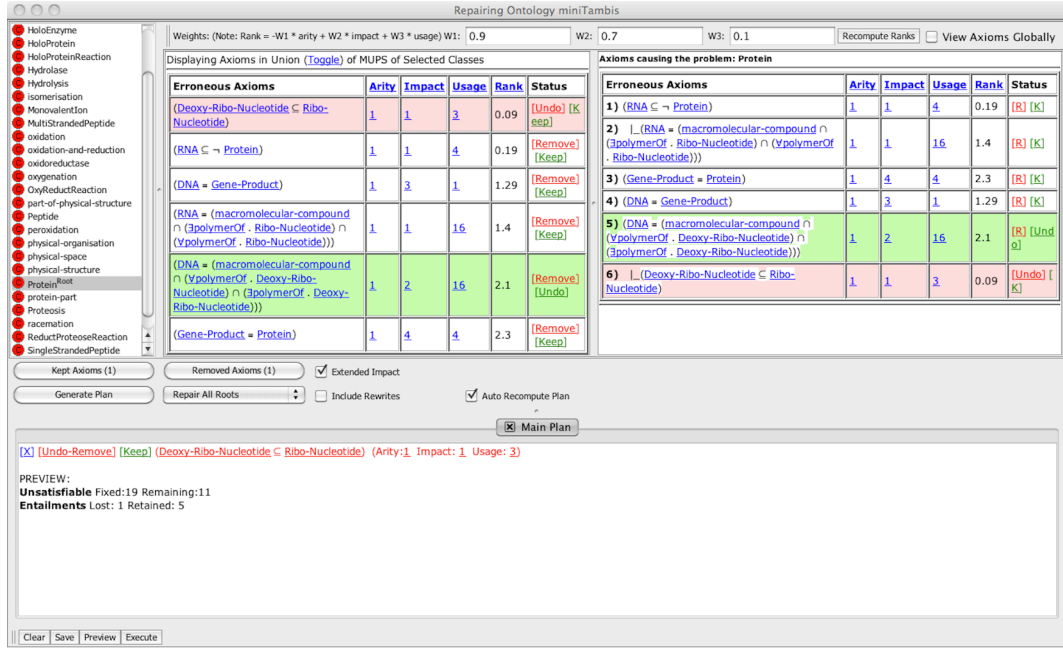 Repairing Ontology miniTambis
HoloEnzyme
HoloProtein
HoloProteinReaction
Hydrolase
Hydrolysis
isomerisation
MonovalentIon
MultiStrandedPeptide
oxidation
oxidation-and-reduction
oxidoreductase
oxygenation
OxyReductReaction
part-of-physical-structure
Peptide
peroxidation
physical-organisation
physical-space
physical-structure
Protein Root
protein-part
Proteosis
racemation
ReductProteoseReaction
SingleStrandedPeptide
Weights: (Note: Rank = -W1 * arity + W2 * impact + W3 * usage) W1: 0.9 W2: 0.7 W3: 0.1 Recompute Ranks View Axioms Globally
Displaying Axioms in Union (Toggle) of MUPS of Selected Classes
Erroneous Axioms Arity Impact Usage Rank Status
(Deoxy-Ribo-Nucleotide ⊆ Ribo-
Nucleotide) 1 1 3 0.09 [Undo] [K
eep]
(RNA ⊆ ¬ Protein) 1 1 4 0.19 [Remove]
[Keep]
(DNA = Gene-Product) 1 3 1 1.29 [Remove]
[Keep]
(RNA = (macromolecular-compound
∩ (∃polymerOf . Ribo-Nucleotide) ∩
(∀polymerOf . Ribo-Nucleotide))) 1 1 16 1.4 [Remove]
[Keep]
(DNA = (macromolecular-compound
∩ (∀polymerOf . Deoxy-Ribo-
Nucleotide) ∩ (∃polymerOf . Deoxy-
Ribo-Nucleotide))) 1 2 16 2.1 [Remove]
[Undo]
(Gene-Product = Protein) 1 4 4 2.3 [Remove]
[Keep]
Axioms causing the problem: Protein
Erroneous Axioms Arity Impact Usage Rank Status
1) (RNA ⊆ ¬ Protein) 1 1 4 0.19 [R] [K]
2) |_(RNA = (macromolecular-compound ∩
(∃polymerOf . Ribo-Nucleotide) ∩ (∀polymerOf
. Ribo-Nucleotide))) 1 1 16 1.4 [R] [K]
3) (Gene-Product = Protein) 1 4 4 2.3 [R] [K]
4) (DNA = Gene-Product) 1 3 1 1.29 [R] [K]
5) (DNA = (macromolecular-compound ∩
(∀polymerOf . Deoxy-Ribo-Nucleotide) ∩
(∃polymerOf . Deoxy-Ribo-Nucleotide))) 1 2 16 2.1 [R] [Und
o]
6) |_(Deoxy-Ribo-Nucleotide ⊆ Ribo-
Nucleotide) 1 1 3 0.09 [Undo] [
K]
Kept Axioms (1) Removed Axioms (1) Extended Impact
Generate Plan Repair All Roots Include Rewrites Auto Recompute Plan
Main Plan
[X] [Undo-Remove] [Keep] (Deoxy-Ribo-Nucleotide ⊆ Ribo-Nucleotide) (Arity:1 Impact: 1 Usage: 3)
PREVIEW:
Unsatisfiable Fixed:19 Remaining:11
Entailments Lost: 1 Retained: 5
Clear Save Preview Execute